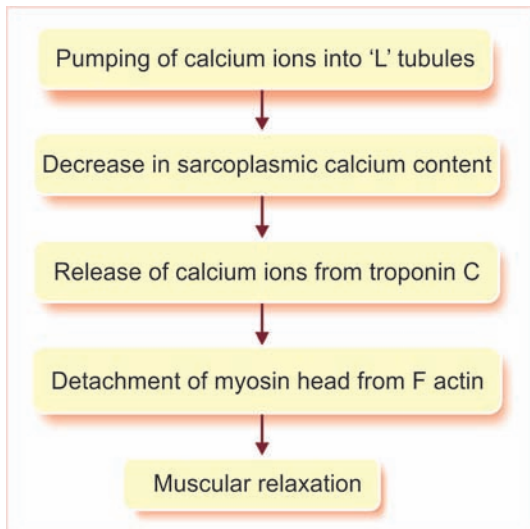 Pumping of calcium ions into ‘L’ tubules
Decrease in sarcoplasmic calcium content
Release of calcium ions from troponin C
Detachment of myosin head from F actin
Muscular relaxation